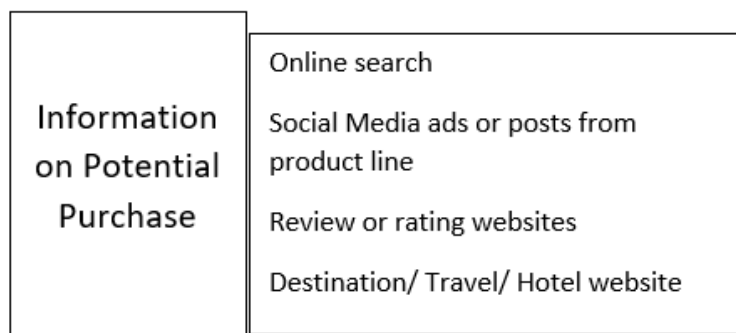 Information
on Potential
Purchase
Online search
Social Media ads or posts from
product line
Review or rating websites
Destination/ Travel/ Hotel website